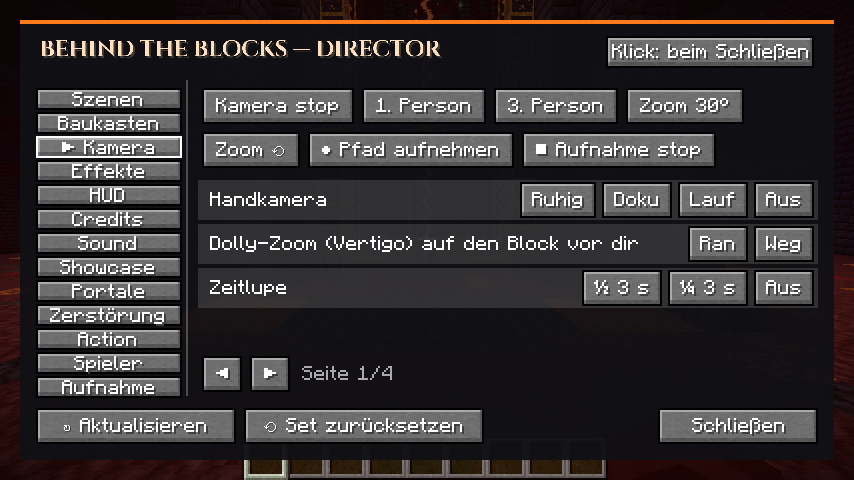 BEHIND THE BLOCKS — DIRECTOR
Klick: beim Schließen
Szenen
Baukasten
► Kamera
Effekte
HUD
Credits
Sound
Showcase
Portale
Zerstörung
Action
Spieler
Aufnahme
Kamera stop 1. Person 3. Person Zoom 30°
Zoom ⟲ ● Pfad aufnehmen ■ Aufnahme stop
Handkamera Ruhig Doku Lauf Aus
Dolly-Zoom (Vertigo) auf den Block vor dir Ran Weg
Zeitlupe ½ 3 s ¼ 3 s Aus
◄ ► Seite 1/4
↻ Aktualisieren ⟲ Set zurücksetzen Schließen